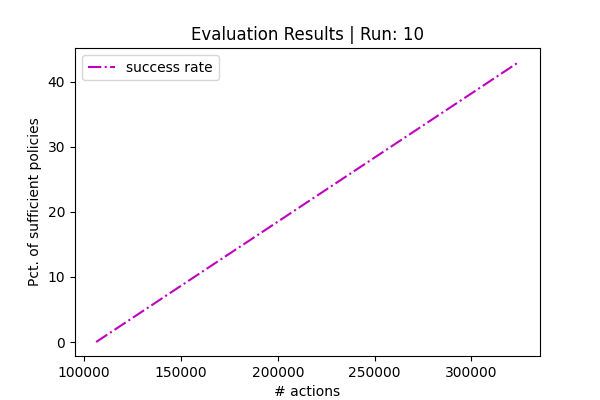 Evaluation Results | Run: 10
success rate
Pct. of sufficient policies
40
30
20
10
0
100000 150000 200000 250000 300000
# actions